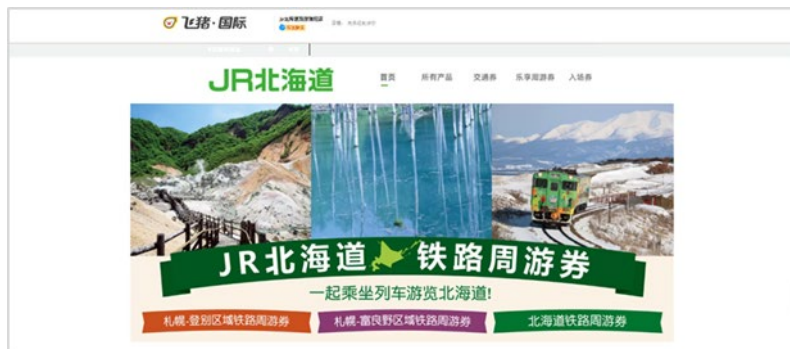 飞猪·国际
JR北海道
首页 所有产品 交通券 乐享周游券 入场券
JR北海道 铁路周游券
一起乘坐列车游览北海道!
札幌-登别区域铁路周游券 札幌-富良野区域铁路周游券 北海道铁路周游券